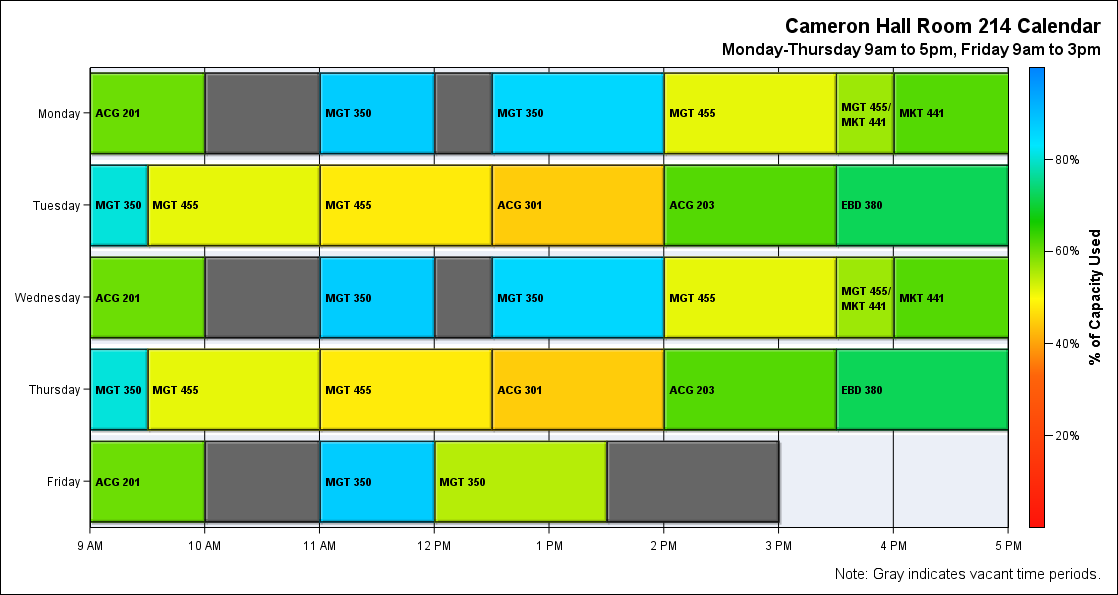 Cameron Hall Room 214 Calendar
Monday-Thursday 9am to 5pm, Friday 9am to 3pm
Monday
ACG 201
MGT 350
MGT 350
MGT 455
MGT 455/
MKT 441
MKT 441
Tuesday
MGT 350
MGT 455
MGT 455
ACG 301
ACG 203
EBD 380
Wednesday
ACG 201
MGT 350
MGT 350
MGT 455
MGT 455/
MKT 441
MKT 441
Thursday
MGT 350
MGT 455
MGT 455
ACG 301
ACG 203
EBD 380
Friday
ACG 201
MGT 350
MGT 350
9 AM
10 AM
11 AM
12 PM
1 PM
2 PM
3 PM
4 PM
5 PM
80%
60%
40%
20%
% of Capacity Used
Note: Gray indicates vacant time periods.